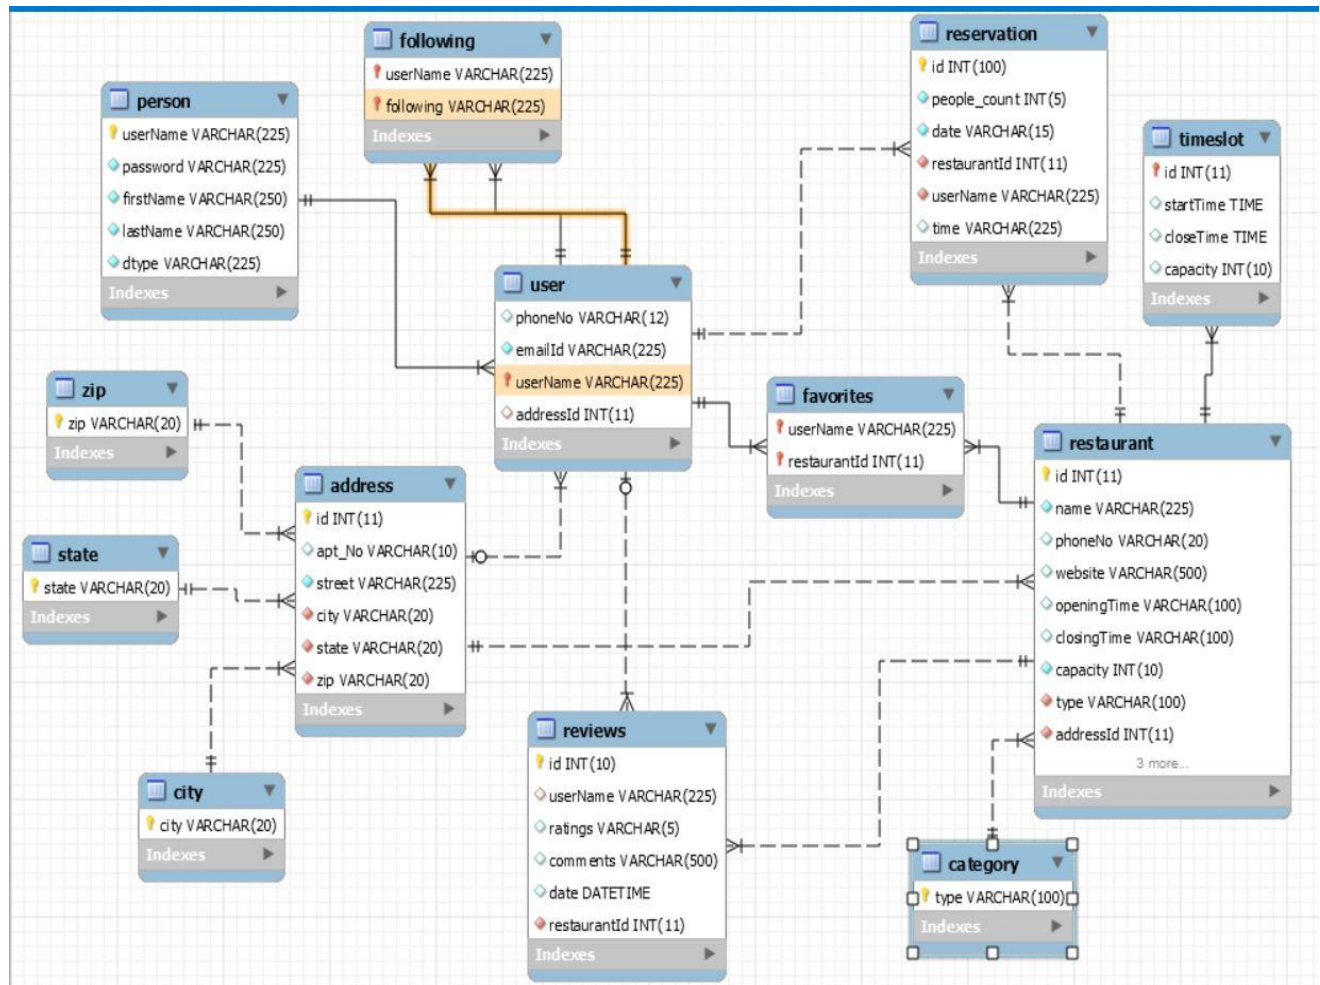 following
userName VARCHAR(225)
following VARCHAR(225)
Indexes
person
userName VARCHAR(225)
password VARCHAR(225)
firstName VARCHAR(250)
lastName VARCHAR(250)
dtype VARCHAR(225)
Indexes
reservation
id INT(100)
people_count INT(5)
date VARCHAR(15)
restaurantId INT(11)
userName VARCHAR(225)
time VARCHAR(225)
Indexes
timeslot
id INT(11)
startTime TIME
closeTime TIME
capacity INT(10)
Indexes
user
phoneNo VARCHAR(12)
emailId VARCHAR(225)
userName VARCHAR(225)
addressId INT(11)
Indexes
zip
zip VARCHAR(20)
Indexes
favorites
userName VARCHAR(225)
restaurantId INT(11)
Indexes
restaurant
id INT(11)
name VARCHAR(225)
phoneNo VARCHAR(20)
website VARCHAR(500)
openingTime VARCHAR(100)
closingTime VARCHAR(100)
capacity INT(10)
type VARCHAR(100)
addressId INT(11)
3 more...
Indexes
address
id INT(11)
apt_No VARCHAR(10)
street VARCHAR(225)
city VARCHAR(20)
state VARCHAR(20)
zip VARCHAR(20)
Indexes
state
state VARCHAR(20)
Indexes
reviews
id INT(10)
userName VARCHAR(225)
ratings VARCHAR(5)
comments VARCHAR(500)
date DATETIME
restaurantId INT(11)
Indexes
city
city VARCHAR(20)
Indexes
category
type VARCHAR(100)
Indexes